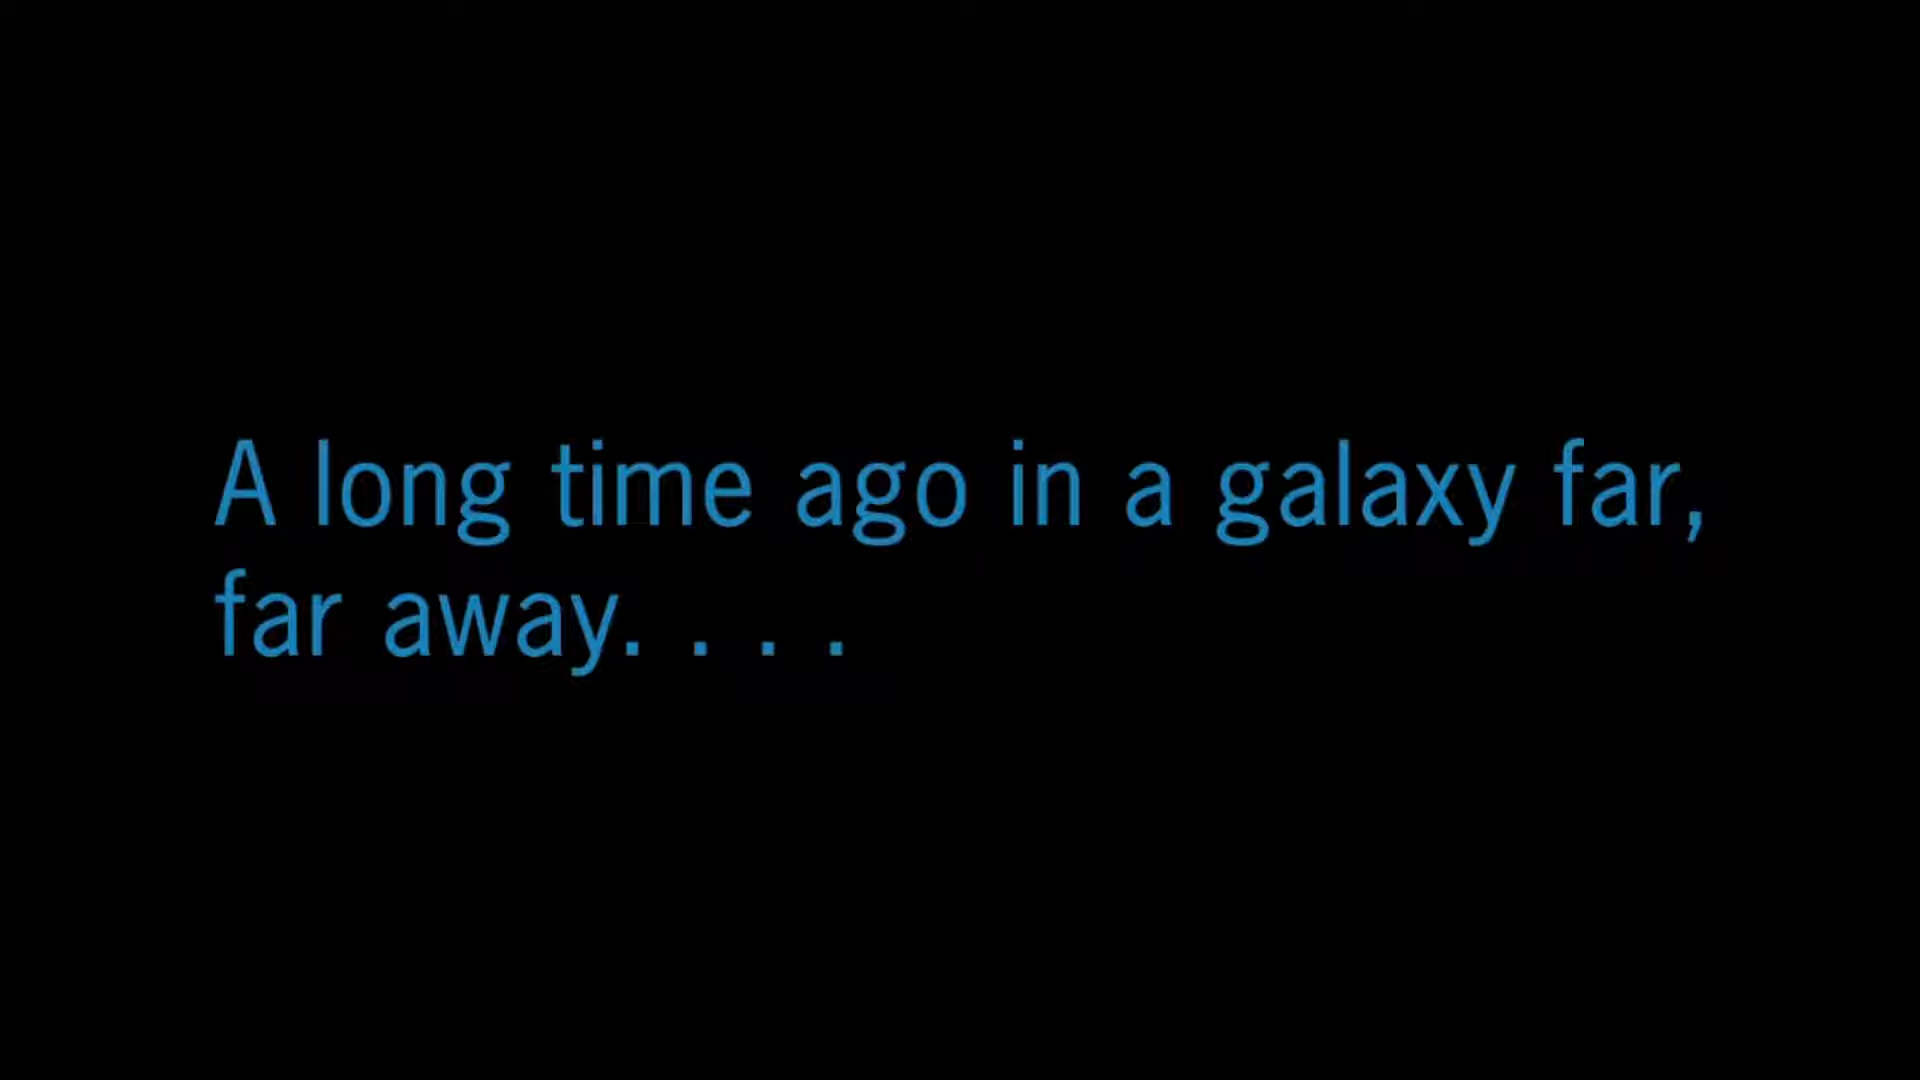 A long time ago in a galaxy far,
far away. . . .